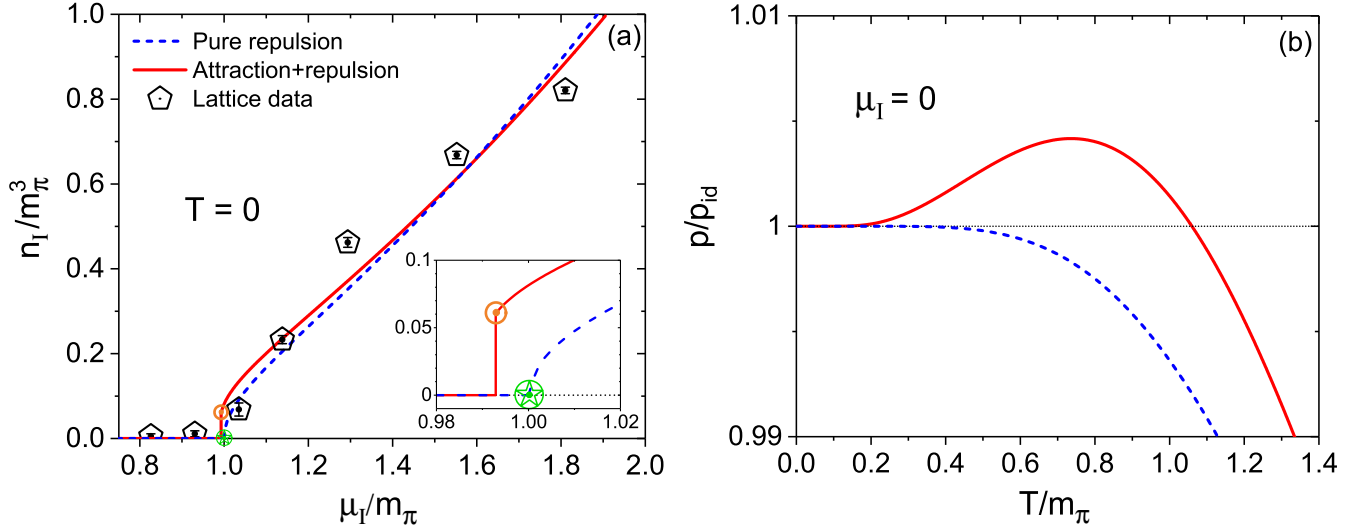 (a)
Pure repulsion
Attraction+repulsion
Lattice data
T = 0
n_I/m_π^3
1.0
0.8
0.6
0.4
0.2
0.0
0.8
1.0
1.2
1.4
1.6
1.8
2.0
μ_I/m_π
0.1
0.05
0
0.98
1.00
1.02
(b)
μ_I = 0
p/p_id
1.01
1
0.99
0.0
0.2
0.4
0.6
0.8
1.0
1.2
1.4
T/m_π